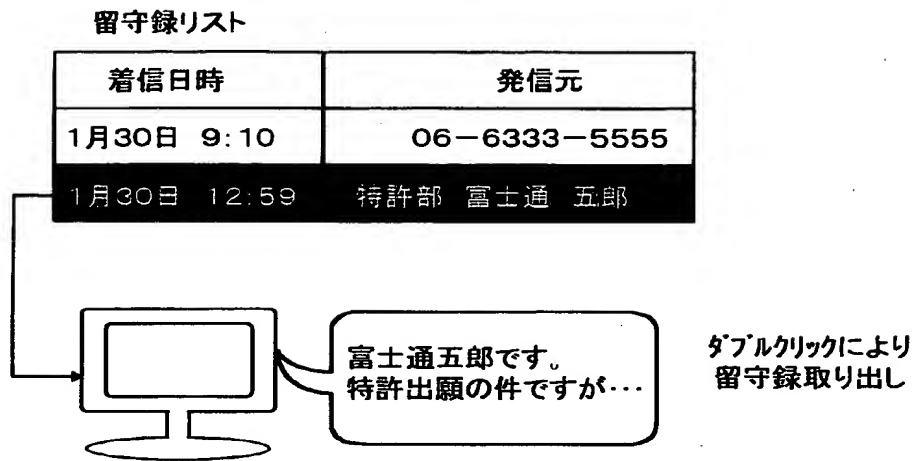 留守録リスト
着信日時 発信元
1月30日 9:10 06-6333-5555
1月30日 12:59 特許部 富士通 五郎
富士通五郎です。
特許出願の件ですが・・・
ダブルクリックにより
留守録取り出し